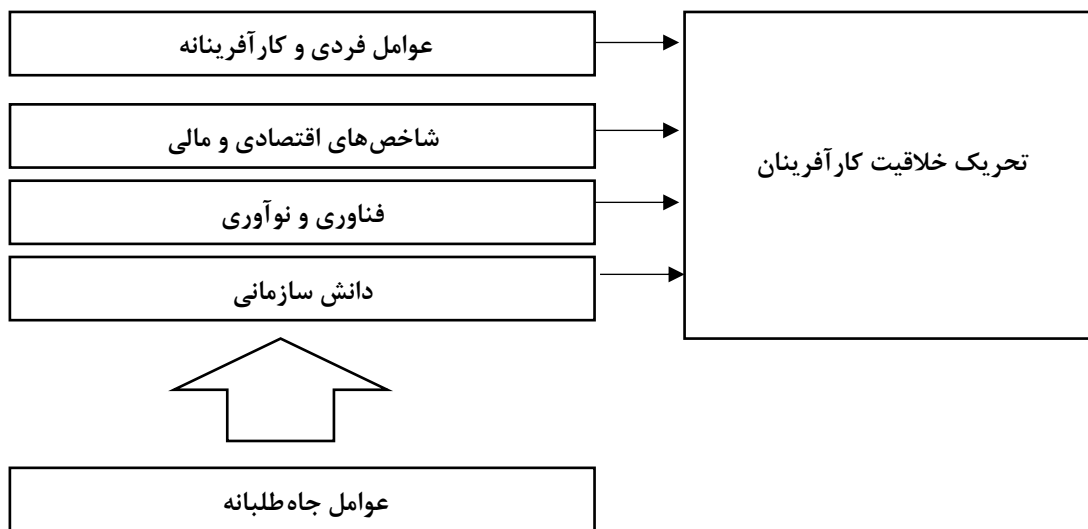 عوامل فردی و کارآفرینانه
شاخص‌های اقتصادی و مالی
فناوری و نوآوری
دانش سازمانی
تحریک خلاقیت کارآفرینان
عوامل جاه‌طلبانه